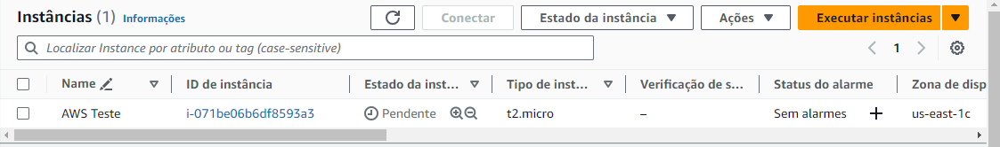 Instâncias (1) Informações Conectar Estado da instância Ações Executar instâncias
Localizar Instance por atributo ou tag (case-sensitive) 1
Name ID de instância Estado da inst... Tipo de inst... Verificação de s... Status do alarme Zona de disp
AWS Teste i-071be06b6df8593a3 Pendente t2.micro – Sem alarmes + us-east-1c